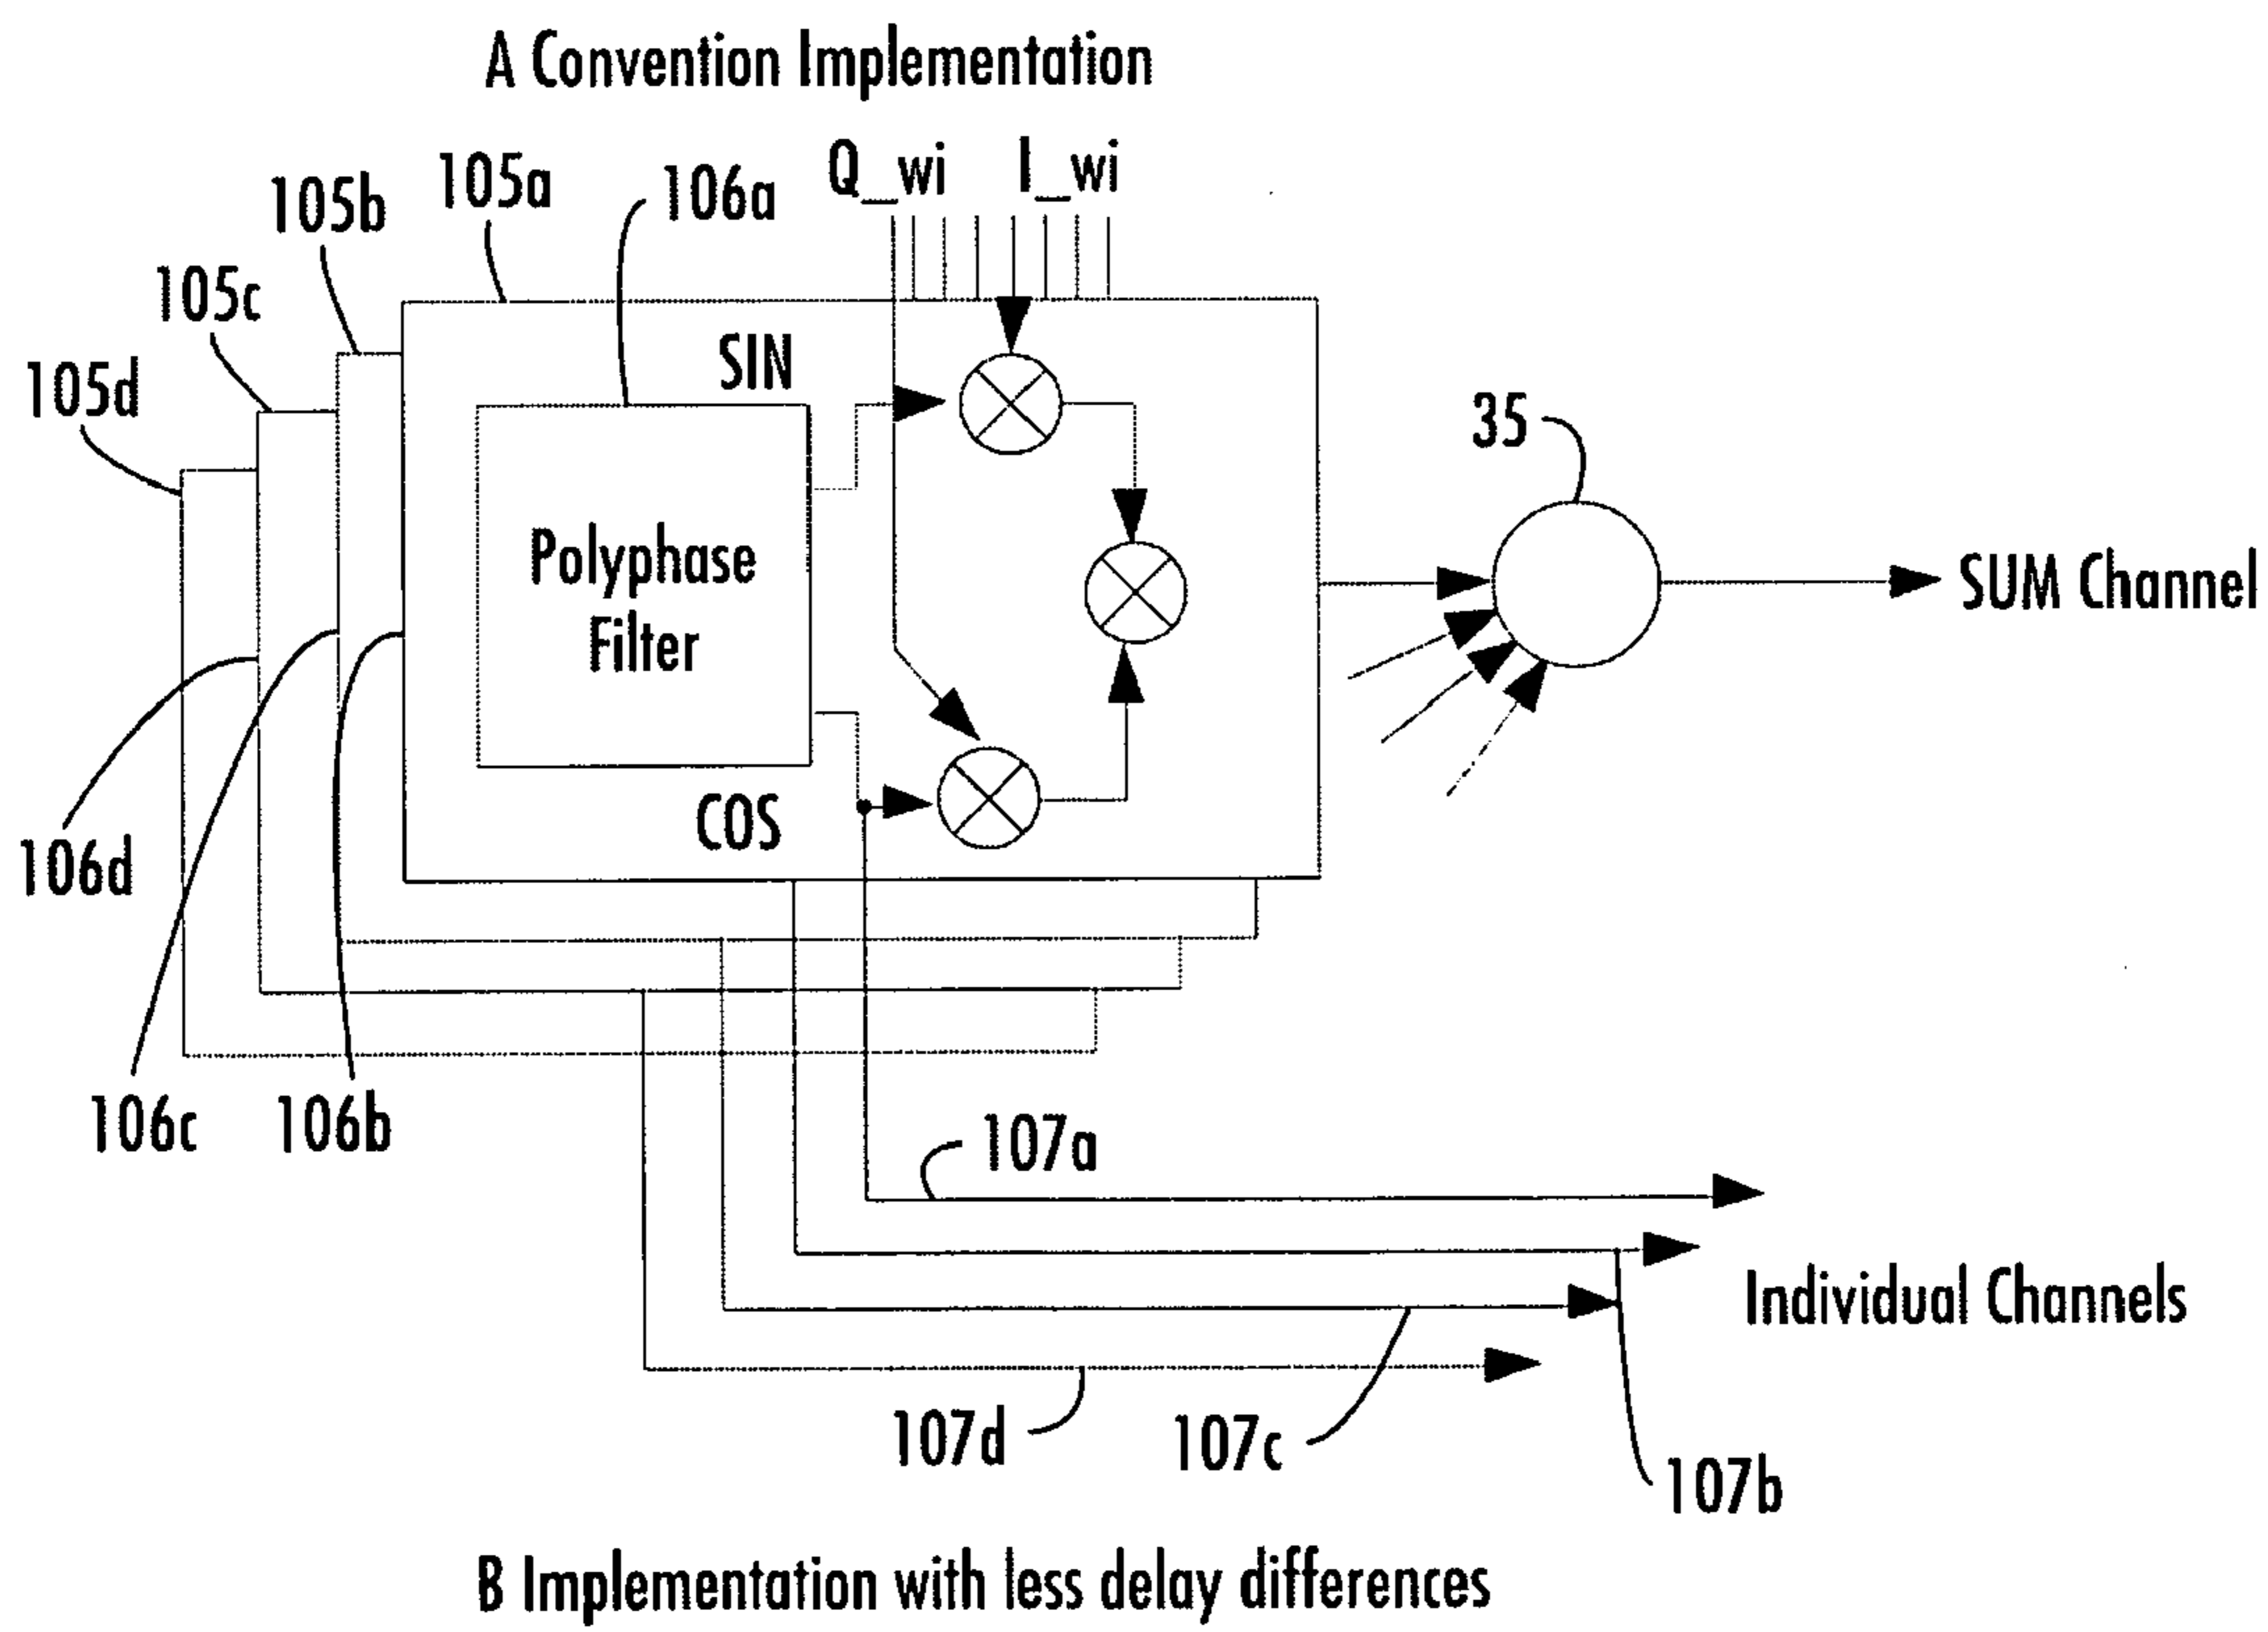 A Convention Implementation
Q_wi
I_wi
105a
106a
105b
105c
105d
SIN
35
Polyphase
Filter
SUM Channel
COS
106d
106c
106b
107a
Individual Channels
107d
107c
107b
B Implementation with less delay differences